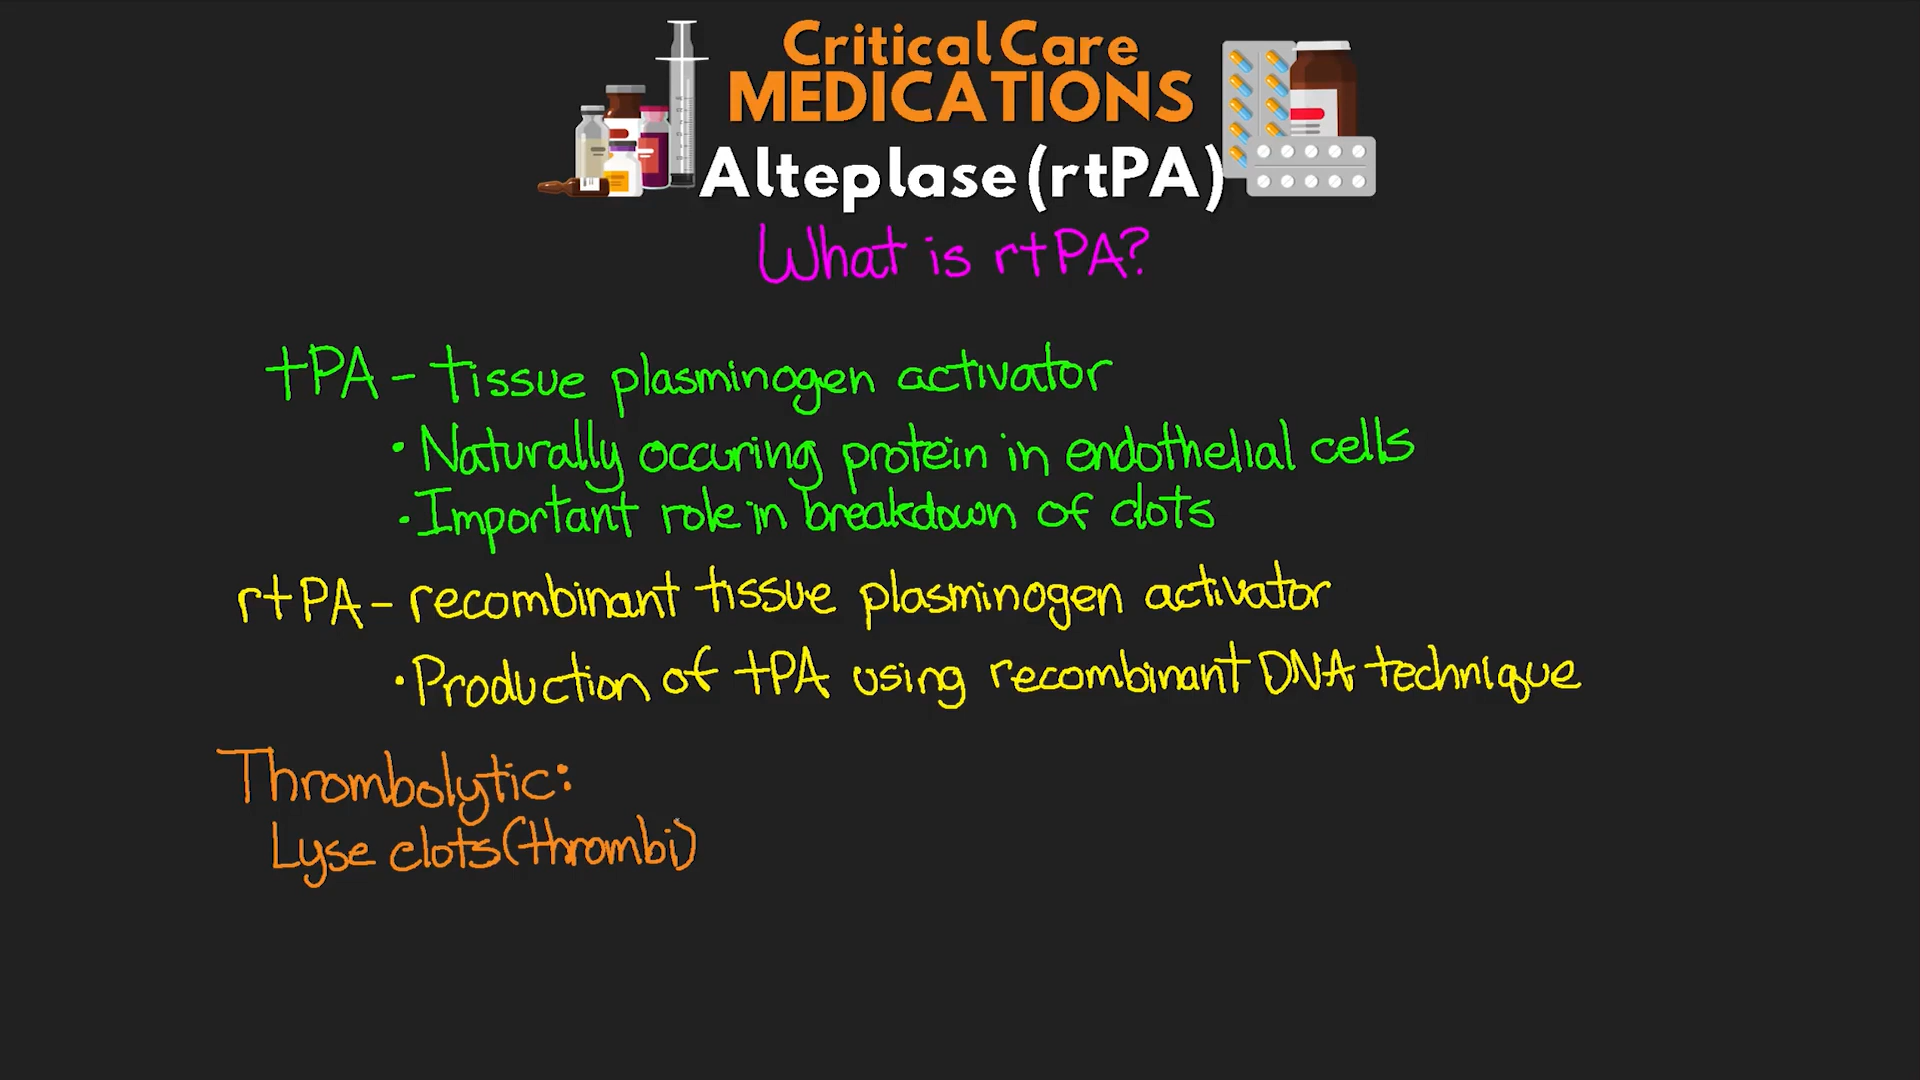 Critical Care
MEDICATIONS
Alteplase (rtPA)
What is rtPA?
tPA - tissue plasminogen activator
• Naturally occuring protein in endothelial cells
• Important role in breakdown of clots
rtPA - recombinant tissue plasminogen activator
• Production of tPA using recombinant DNA technique
Thrombolytic:
Lyse clots (thrombi)